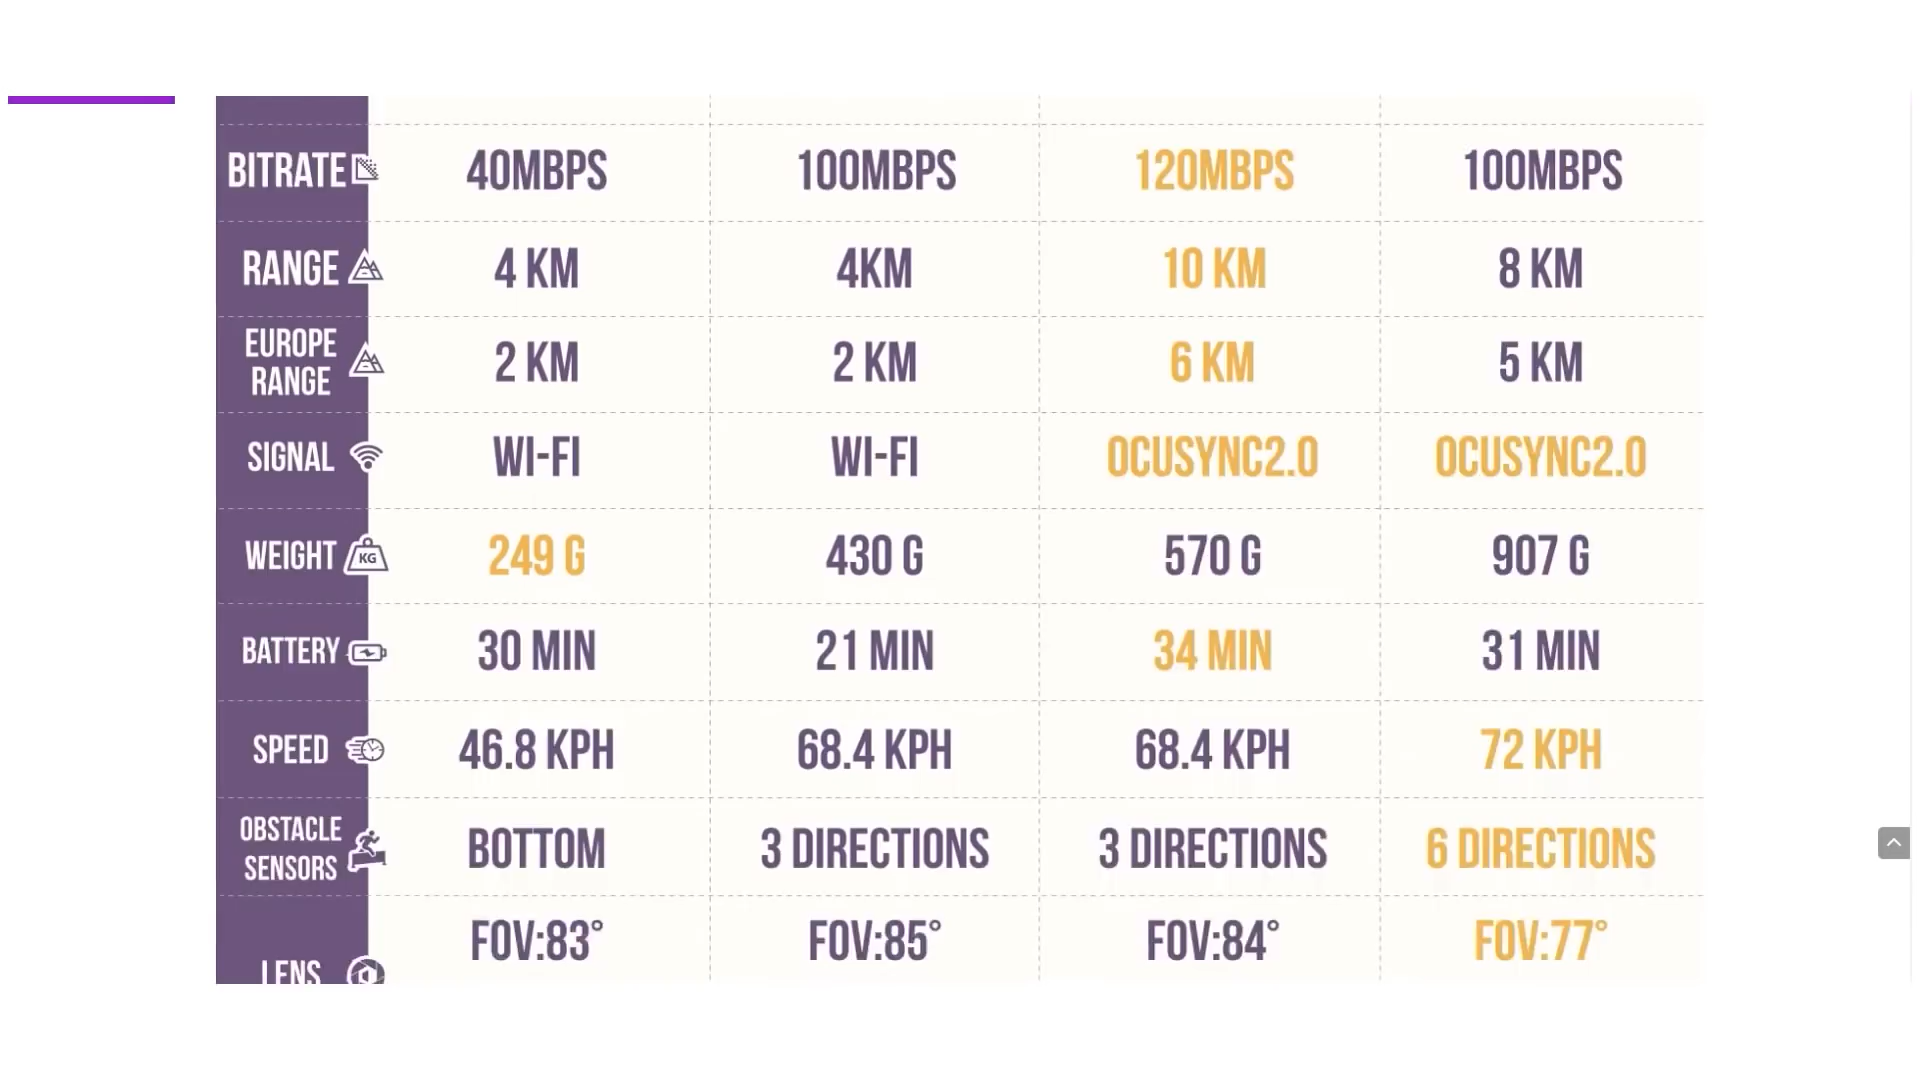 BITRATE 40MBPS 100MBPS 120MBPS 100MBPS
RANGE 4 KM 4KM 10 KM 8 KM
EUROPE
RANGE 2 KM 2 KM 6 KM 5 KM
SIGNAL WI-FI WI-FI OCUSYNC2.0 OCUSYNC2.0
WEIGHT KG 249 G 430 G 570 G 907 G
BATTERY 30 MIN 21 MIN 34 MIN 31 MIN
SPEED 46.8 KPH 68.4 KPH 68.4 KPH 72 KPH
OBSTACLE
SENSORS BOTTOM 3 DIRECTIONS 3 DIRECTIONS 6 DIRECTIONS
FOV:83° FOV:85° FOV:84° FOV:77°
LENS